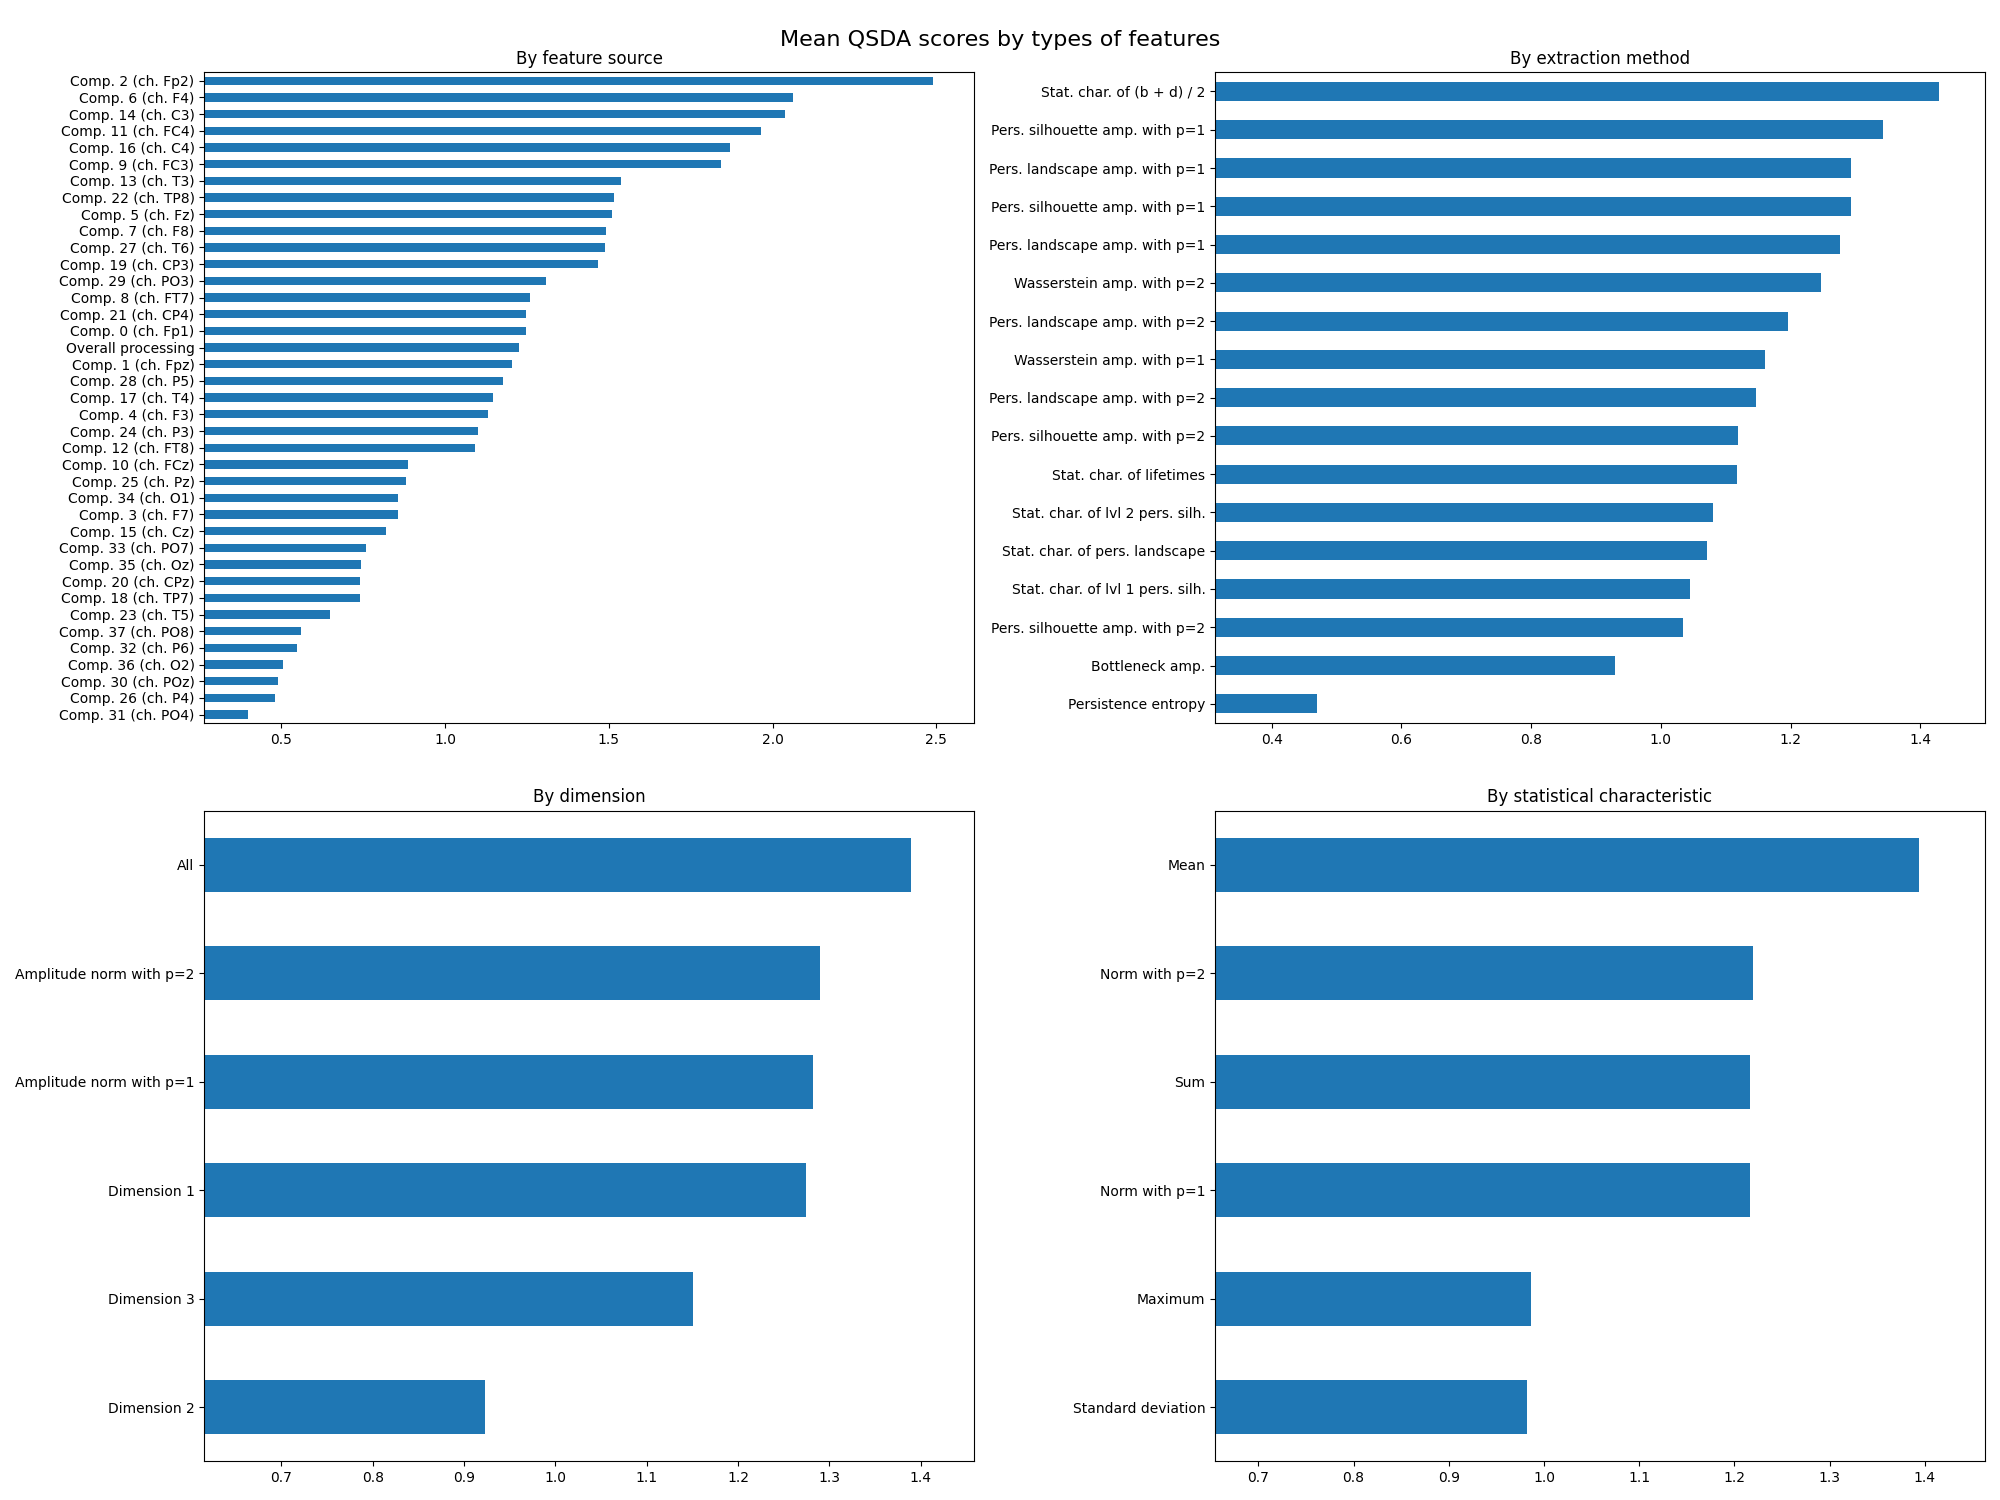 Mean QSDA scores by types of features
By feature source
Comp. 2 (ch. Fp2)
Comp. 6 (ch. F4)
Comp. 14 (ch. C3)
Comp. 11 (ch. FC4)
Comp. 16 (ch. C4)
Comp. 9 (ch. FC3)
Comp. 13 (ch. T3)
Comp. 22 (ch. TP8)
Comp. 5 (ch. Fz)
Comp. 7 (ch. F8)
Comp. 27 (ch. T6)
Comp. 19 (ch. CP3)
Comp. 29 (ch. PO3)
Comp. 8 (ch. FT7)
Comp. 21 (ch. CP4)
Comp. 0 (ch. Fp1)
Overall processing
Comp. 1 (ch. Fpz)
Comp. 28 (ch. P5)
Comp. 17 (ch. T4)
Comp. 4 (ch. F3)
Comp. 24 (ch. P3)
Comp. 12 (ch. FT8)
Comp. 10 (ch. FCz)
Comp. 25 (ch. Pz)
Comp. 34 (ch. O1)
Comp. 3 (ch. F7)
Comp. 15 (ch. Cz)
Comp. 33 (ch. PO7)
Comp. 35 (ch. Oz)
Comp. 20 (ch. CPz)
Comp. 18 (ch. TP7)
Comp. 23 (ch. T5)
Comp. 37 (ch. PO8)
Comp. 32 (ch. P6)
Comp. 36 (ch. O2)
Comp. 30 (ch. POz)
Comp. 26 (ch. P4)
Comp. 31 (ch. PO4)
0.5 1.0 1.5 2.0 2.5
By extraction method
Stat. char. of (b + d) / 2
Pers. silhouette amp. with p=1
Pers. landscape amp. with p=1
Pers. silhouette amp. with p=1
Pers. landscape amp. with p=1
Wasserstein amp. with p=2
Pers. landscape amp. with p=2
Wasserstein amp. with p=1
Pers. landscape amp. with p=2
Pers. silhouette amp. with p=2
Stat. char. of lifetimes
Stat. char. of lvl 2 pers. silh.
Stat. char. of pers. landscape
Stat. char. of lvl 1 pers. silh.
Pers. silhouette amp. with p=2
Bottleneck amp.
Persistence entropy
0.4 0.6 0.8 1.0 1.2 1.4
By dimension
All
Amplitude norm with p=2
Amplitude norm with p=1
Dimension 1
Dimension 3
Dimension 2
0.7 0.8 0.9 1.0 1.1 1.2 1.3 1.4
By statistical characteristic
Mean
Norm with p=2
Sum
Norm with p=1
Maximum
Standard deviation
0.7 0.8 0.9 1.0 1.1 1.2 1.3 1.4